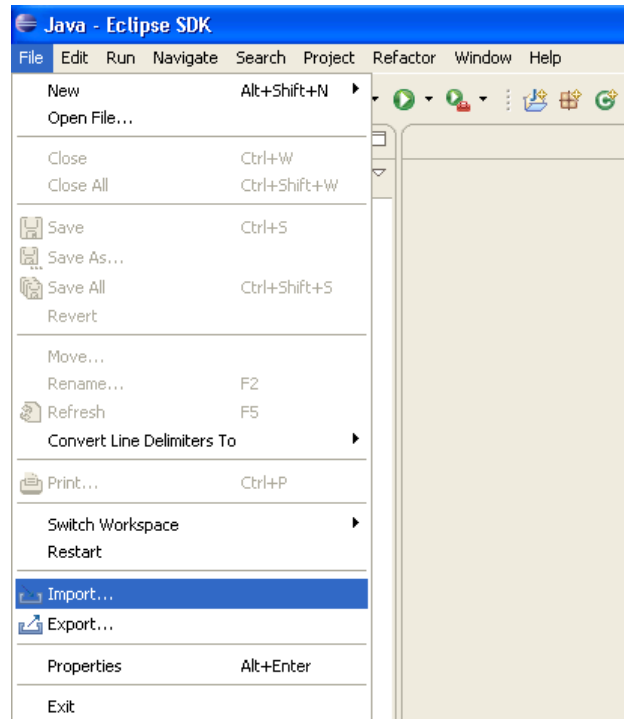 Java - Eclipse SDK
File Edit Run Navigate Search Project Refactor Window Help
New Alt+Shift+N
Open File...
Close Ctrl+W
Close All Ctrl+Shift+W
Save Ctrl+S
Save As...
Save All Ctrl+Shift+S
Revert
Move...
Rename... F2
Refresh F5
Convert Line Delimiters To
Print... Ctrl+P
Switch Workspace
Restart
Import...
Export...
Properties Alt+Enter
Exit